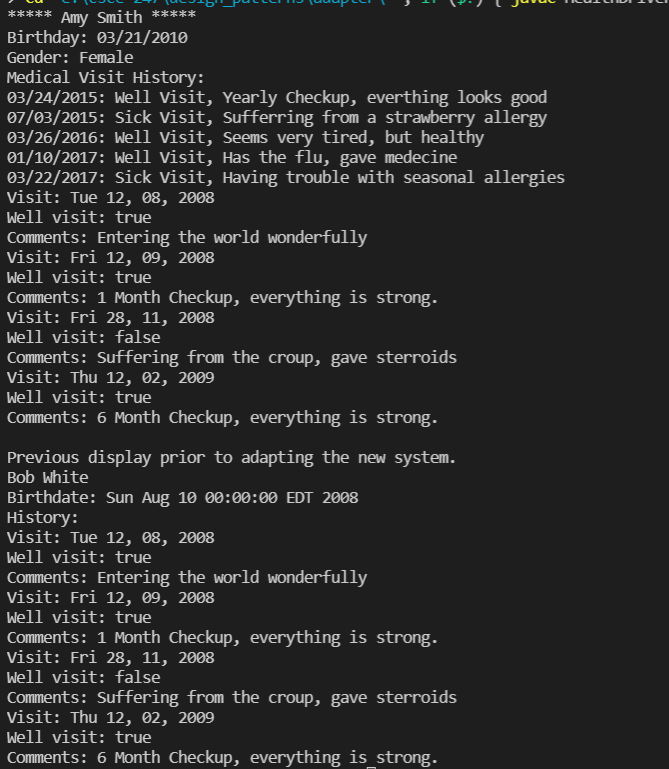 > cd "c:\csce-247\design_patterns\adapter\" ; if ($?) { javac HealthDriver
***** Amy Smith *****
Birthday: 03/21/2010
Gender: Female
Medical Visit History:
03/24/2015: Well Visit, Yearly Checkup, everthing looks good
07/03/2015: Sick Visit, Sufferring from a strawberry allergy
03/26/2016: Well Visit, Seems very tired, but healthy
01/10/2017: Well Visit, Has the flu, gave medecine
03/22/2017: Sick Visit, Having trouble with seasonal allergies
Visit: Tue 12, 08, 2008
Well visit: true
Comments: Entering the world wonderfully
Visit: Fri 12, 09, 2008
Well visit: true
Comments: 1 Month Checkup, everything is strong.
Visit: Fri 28, 11, 2008
Well visit: false
Comments: Suffering from the croup, gave sterroids
Visit: Thu 12, 02, 2009
Well visit: true
Comments: 6 Month Checkup, everything is strong.
Previous display prior to adapting the new system.
Bob White
Birthdate: Sun Aug 10 00:00:00 EDT 2008
History:
Visit: Tue 12, 08, 2008
Well visit: true
Comments: Entering the world wonderfully
Visit: Fri 12, 09, 2008
Well visit: true
Comments: 1 Month Checkup, everything is strong.
Visit: Fri 28, 11, 2008
Well visit: false
Comments: Suffering from the croup, gave sterroids
Visit: Thu 12, 02, 2009
Well visit: true
Comments: 6 Month Checkup, everything is strong.